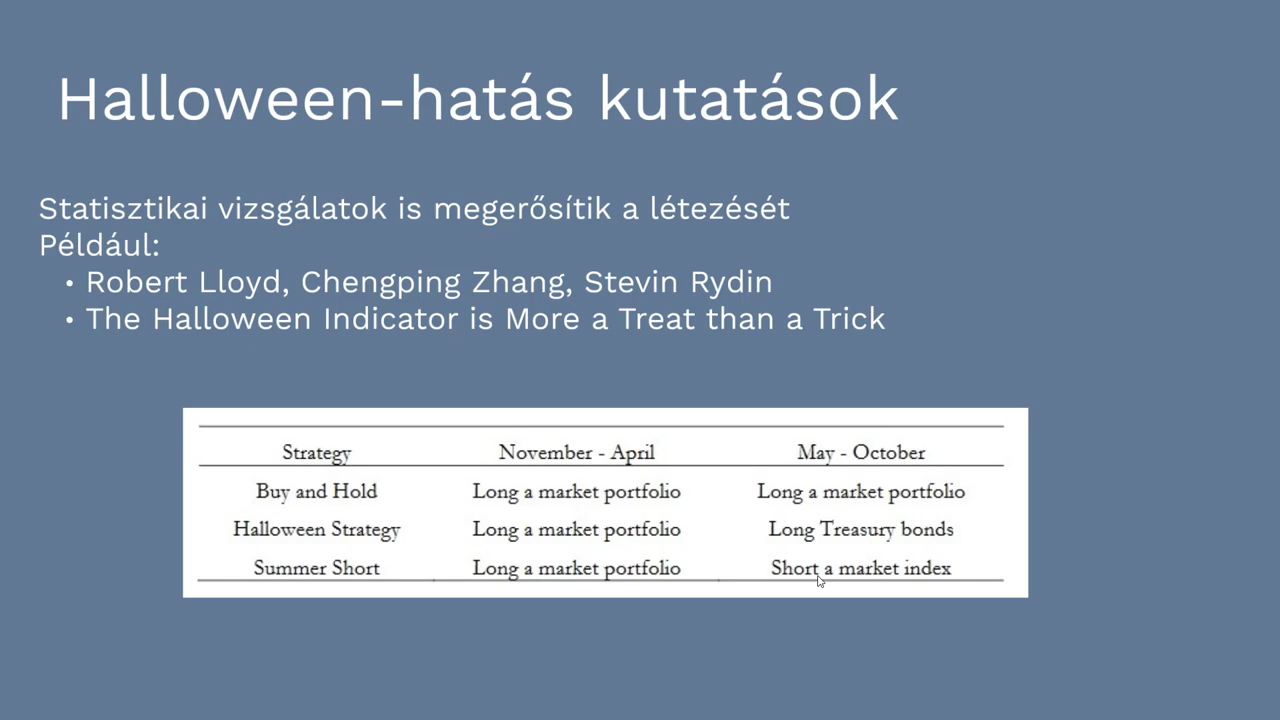 Halloween-hatás kutatások
Statisztikai vizsgálatok is megerősítik a létezését
Például:
• Robert Lloyd, Chengping Zhang, Stevin Rydin
• The Halloween Indicator is More a Treat than a Trick
Strategy November - April May - October
Buy and Hold Long a market portfolio Long a market portfolio
Halloween Strategy Long a market portfolio Long Treasury bonds
Summer Short Long a market portfolio Short a market index